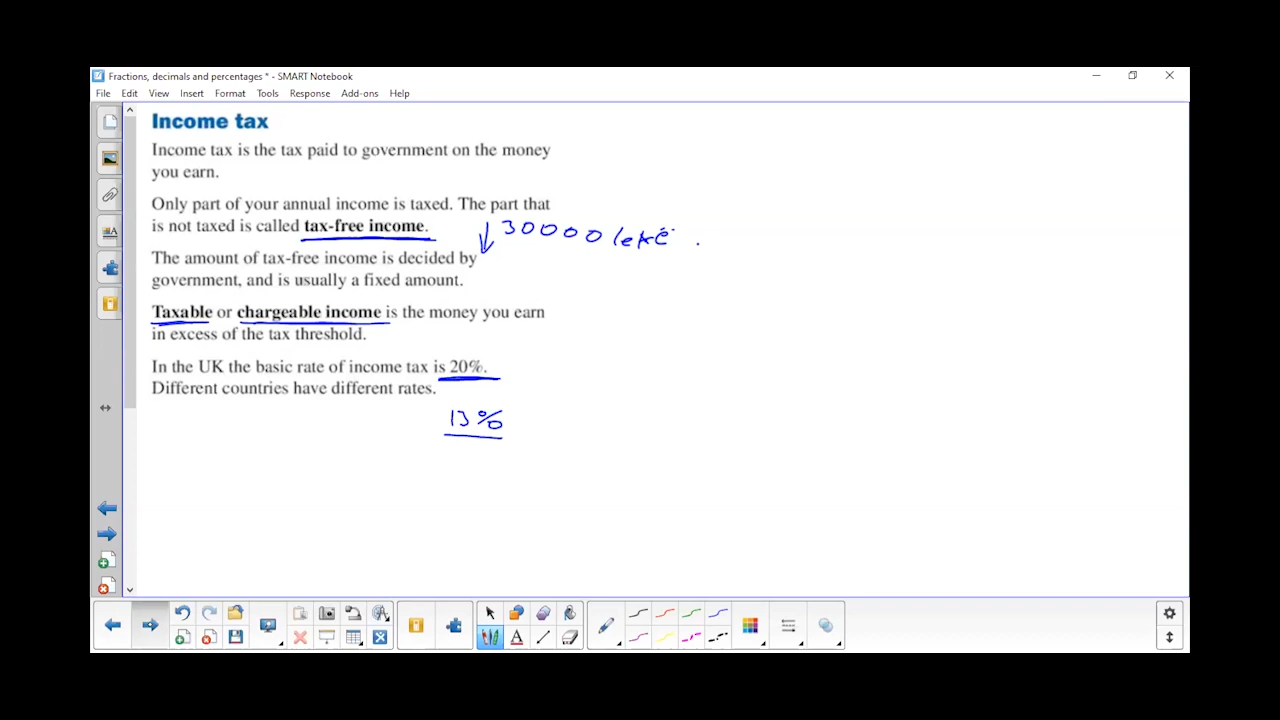 Fractions, decimals and percentages * - SMART Notebook
File Edit View Insert Format Tools Response Add-ons Help
Income tax
Income tax is the tax paid to government on the money
you earn.
Only part of your annual income is taxed. The part that
is not taxed is called tax-free income.
↓ 30000 lekë
The amount of tax-free income is decided by
government, and is usually a fixed amount.
Taxable or chargeable income is the money you earn
in excess of the tax threshold.
In the UK the basic rate of income tax is 20%.
Different countries have different rates.
13%